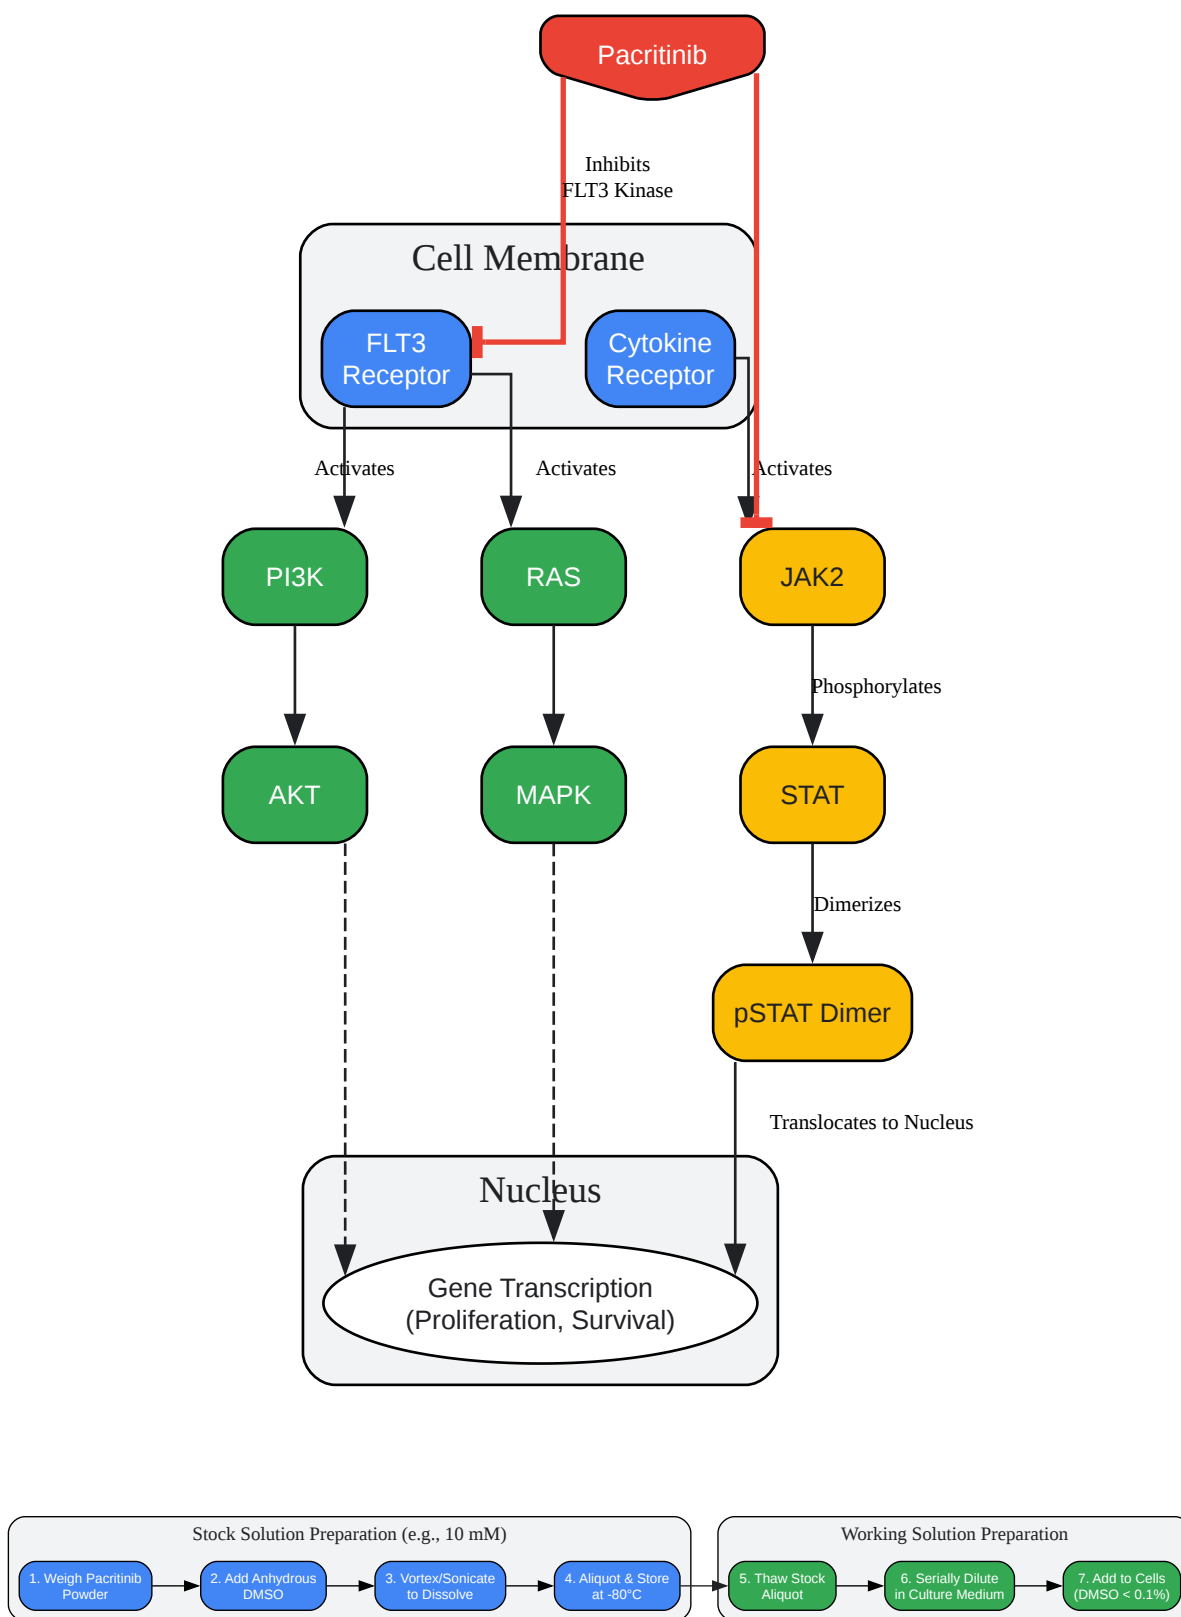 Pacritinib
Inhibits
FLT3 Kinase
Cell Membrane
FLT3
Receptor
Cytokine
Receptor
Activates
Activates
Activates
PI3K
RAS
JAK2
Phosphorylates
AKT
MAPK
STAT
Dimerizes
pSTAT Dimer
Translocates to Nucleus
Nucleus
Gene Transcription
(Proliferation, Survival)
Stock Solution Preparation (e.g., 10 mM)
1. Weigh Pacritinib
Powder
2. Add Anhydrous
DMSO
3. Vortex/Sonicate
to Dissolve
4. Aliquot & Store
at -80°C
Working Solution Preparation
5. Thaw Stock
Aliquot
6. Serially Dilute
in Culture Medium
7. Add to Cells
(DMSO < 0.1%)